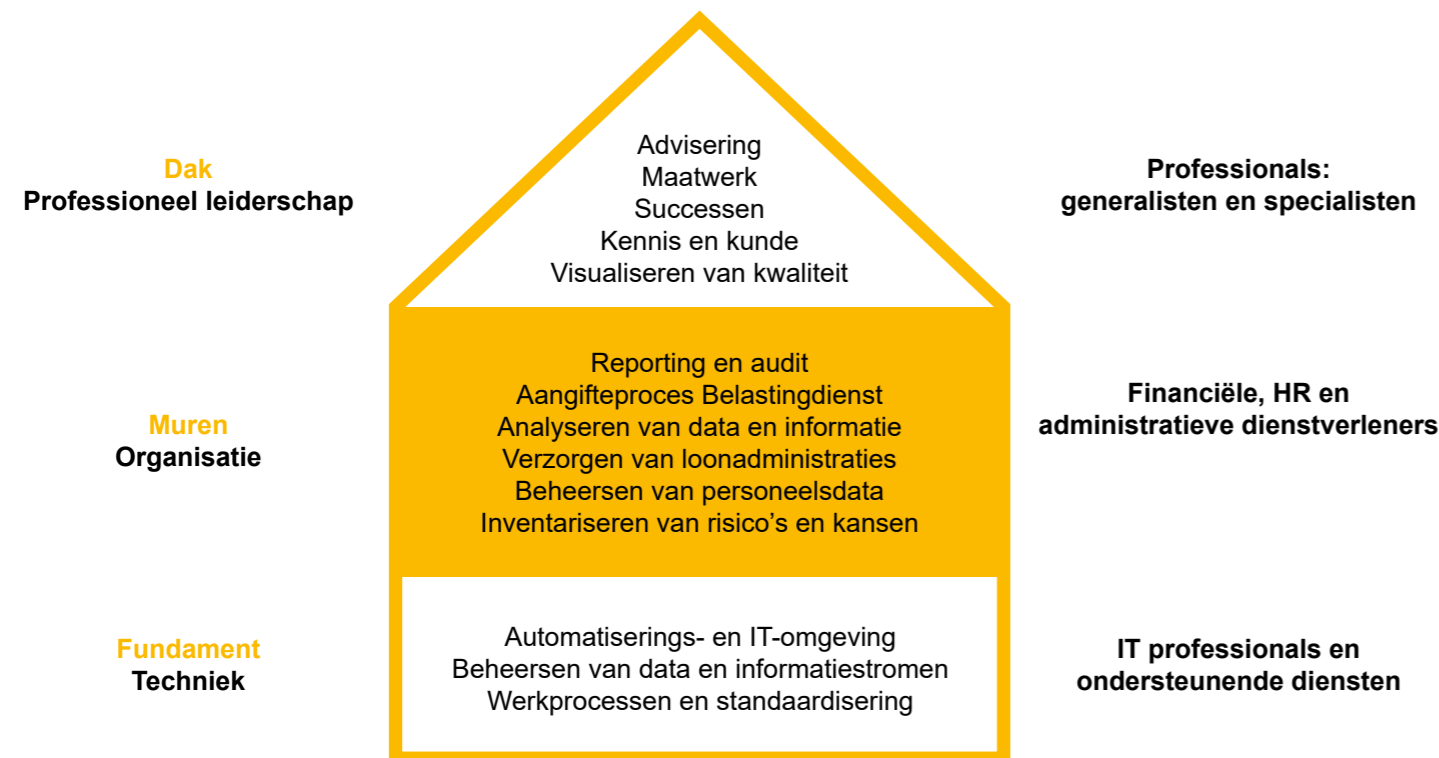 Dak
Professioneel leiderschap
Advisering
Maatwerk
Successen
Kennis en kunde
Visualiseren van kwaliteit
Professionals:
generalisten en specialisten
Muren
Organisatie
Reporting en audit
Aangifteproces Belastingdienst
Analyseren van data en informatie
Verzorgen van loonadministraties
Beheersen van personeelsdata
Inventariseren van risico’s en kansen
Financiële, HR en
administratieve dienstverleners
Fundament
Techniek
Automatiserings- en IT-omgeving
Beheersen van data en informatiestromen
Werkprocessen en standaardisering
IT professionals en
ondersteunende diensten